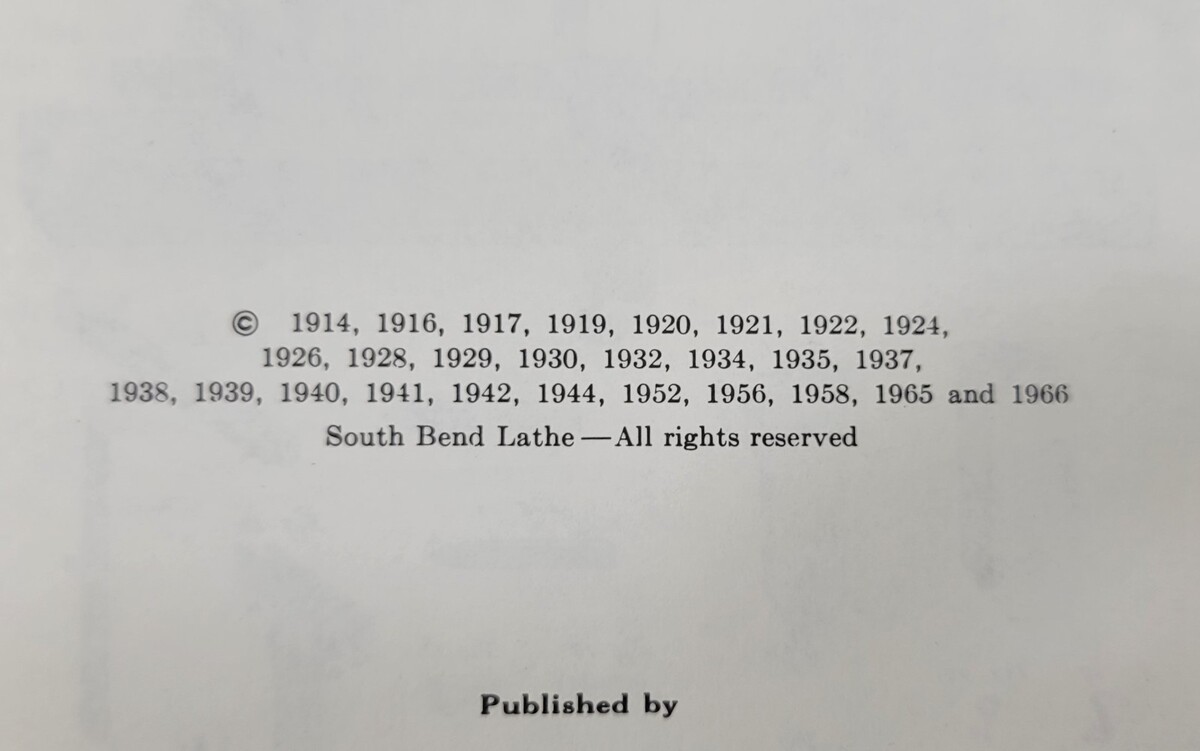 © 1914, 1916, 1917, 1919, 1920, 1921, 1922, 1924,
1926, 1928, 1929, 1930, 1932, 1934, 1935, 1937,
1938, 1939, 1940, 1941, 1942, 1944, 1952, 1956, 1958, 1965 and 1966
South Bend Lathe — All rights reserved
Published by